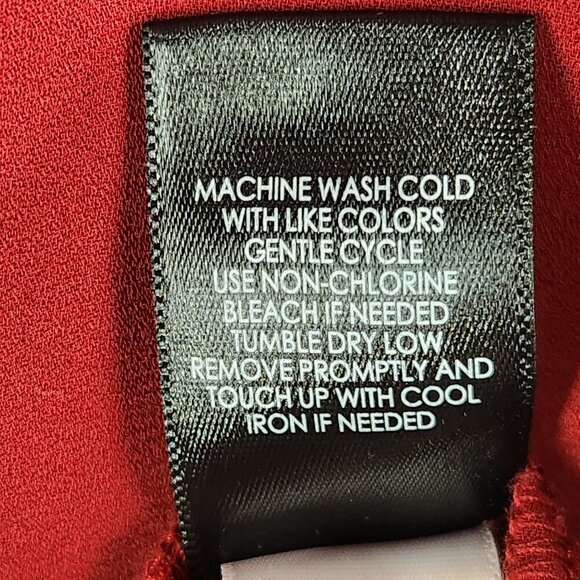 MACHINE WASH COLD
WITH LIKE COLORS
GENTLE CYCLE
USE NON-CHLORINE
BLEACH IF NEEDED
TUMBLE DRY LOW
REMOVE PROMPTLY AND
TOUCH UP WITH COOL
IRON IF NEEDED